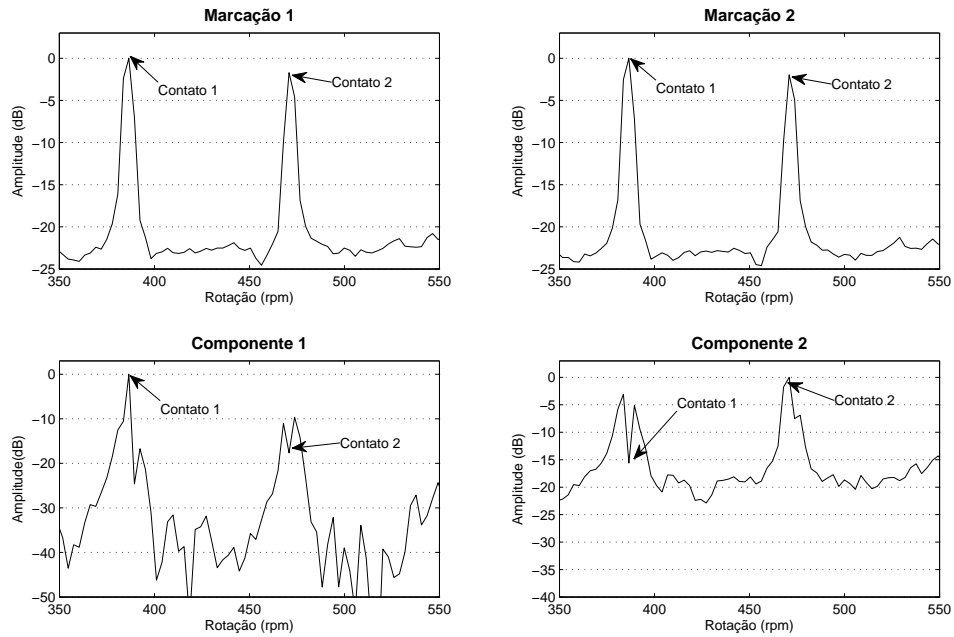 Marcação 1
0
−5
−10
−15
−20
−25
350
400
450
500
550
Amplitude (dB)
Rotação (rpm)
Contato 1
Contato 2
Marcação 2
0
−5
−10
−15
−20
−25
350
400
450
500
550
Amplitude (dB)
Rotação (rpm)
Contato 1
Contato 2
Componente 1
0
−10
−20
−30
−40
−50
350
400
450
500
550
Amplitude(dB)
Rotação (rpm)
Contato 1
Contato 2
Componente 2
0
−5
−10
−15
−20
−25
−30
−35
−40
350
400
450
500
550
Amplitude (dB)
Rotação (rpm)
Contato 1
Contato 2